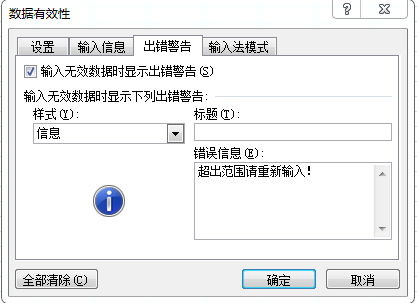 数据有效性
设置 输入信息 出错警告 输入法模式
输入无效数据时显示出错警告(S)
输入无效数据时显示下列出错警告:
样式(Y): 标题(T):
信息
错误信息(E):
超出范围请重新输入!
全部清除(C) 确定 取消